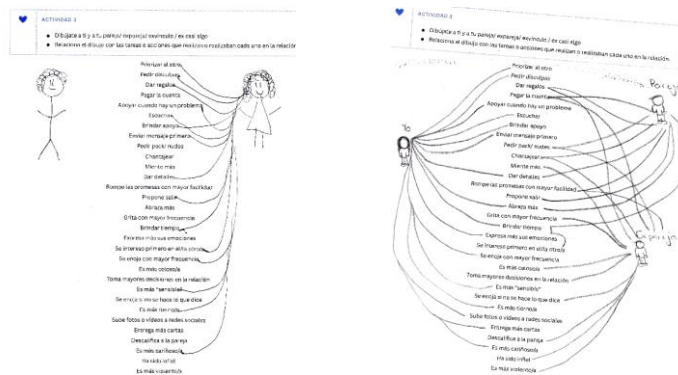 ACTIVIDAD 3
Dibújate a ti y a tu pareja/ expareja/ exvínculo / ex casi algo
Relaciona el dibujo con las tareas o acciones que realizan o realizaban cada uno en la relación
Priorizar al otro
Pedir disculpas
Dar regalos
Pagar la cuenta
Apoyar cuando hay un problema
Escuchar
Brindar apoyo
Enviar mensaje primero
Pedir pack/ nudes
Chantajear
Miente más
Dar detalles
Rompe las promesas con mayor facilidad
Propone salir
Abraza más
Grita con mayor frecuencia
Brindar tiempo
Expresa más sus emociones
Se intereso primero en el/la otro/a
Se enoja con mayor frecuencia
Es más celoso/a
Toma mayores decisiones en la relación
Es más "sensible"
Se enoja si no se hace lo que dice
Es más tierno/a
Sube fotos o videos a redes sociales
Entrega más cartas
Descalifica a la pareja
Es más cariñoso/a
Ha sido infiel
Es más violento/a
ACTIVIDAD 3
Dibújate a ti y a tu pareja/ expareja/ exvínculo / ex casi algo
Relaciona el dibujo con las tareas o acciones que realizan o realizaban cada uno en la relación
Pareja
Yo
Expareja
Priorizar al otro
Pedir disculpas
Dar regalos
Pagar la cuenta
Apoyar cuando hay un problema
Escuchar
Brindar apoyo
Enviar mensaje primero
Pedir pack/ nudes
Chantajear
Miente más
Dar detalles
Rompe las promesas con mayor facilidad
Propone salir
Abraza más
Grita con mayor frecuencia
Brindar tiempo
Expresa más sus emociones
Se intereso primero en el/la otro/a
Se enoja con mayor frecuencia
Es más celoso/a
Toma mayores decisiones en la relación
Es más "sensible"
Se enoja si no se hace lo que dice
Es más tierno/a
Sube fotos o videos a redes sociales
Entrega más cartas
Descalifica a la pareja
Es más cariñoso/a
Ha sido infiel
Es más violento/a